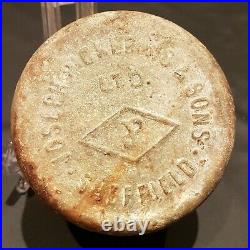 JOSEPH PICKERING & SONS.
LTD.
P
SHEFFIELD.